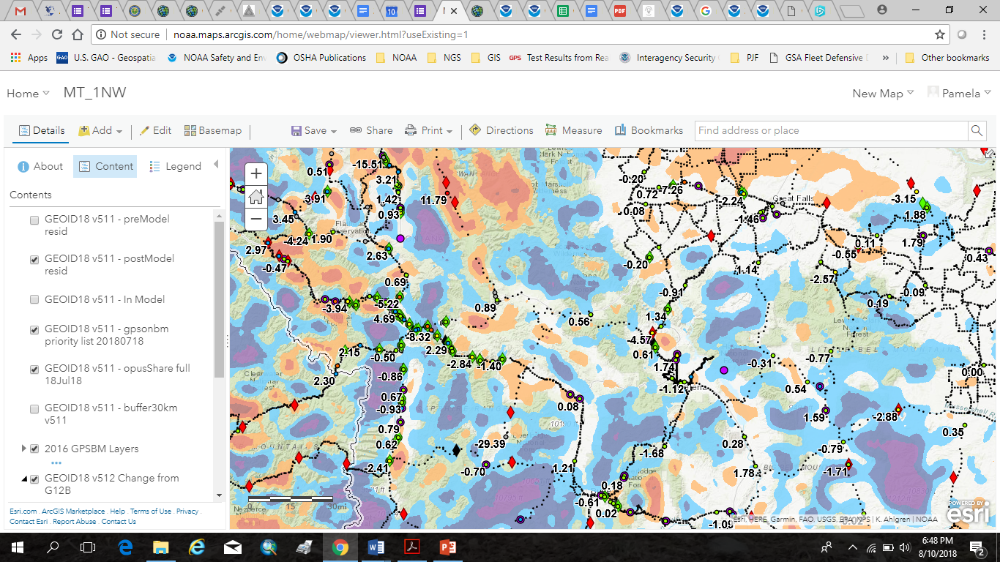 Not secure | noaa.maps.arcgis.com/home/webmap/viewer.html?useExisting=1
Apps U.S. GAO - Geospatia NOAA Safety and Env OSHA Publications NOAA NGS GIS GPS Test Results from Rea Interagency Security PJF GSA Fleet Defensive D » Other bookmarks
Home MT_1NW New Map Pamela
Details Add Edit Basemap Save Share Print Directions Measure Bookmarks Find address or place
About Content Legend
Contents
GEOID18 v511 - preModel
resid
GEOID18 v511 - postModel
resid
GEOID18 v511 - In Model
GEOID18 v511 - gpsonbm
priority list 20180718
GEOID18 v511 - opusShare full
18Jul18
GEOID18 v511 - buffer30km
v511
2016 GPSBM Layers
GEOID18 v512 Change from
G12B
Esri.com . ArcGIS Marketplace . Help . Terms of Use . Privacy .
Contact Esri . Report Abuse . Contact Us
+
−
0.51
-15.51
3.21
3.91
1.42
11.79
0.93
3.45
-4.24
1.90
2.97
2.63
-0.47
0.69
-5.22
-3.94
4.69
0.89
0.56
-8.32
2.15
-0.50
2.29
-2.84
-1.40
2.30
-0.86
0.67
-0.93
0.08
0.79
0.62
-29.39
-2.41
-0.70
1.21
-0.20
0.72
-7.26
0.08
-2.24
Great Falls
-1.46
-3.15
1.88
1.79
0.11
-0.55
0.43
-0.20
1.14
-2.57
-0.91
-0.09
0.19
1.34
-4.57
0.61
-0.77
-0.31
1.74
-1.12
0.00
0.54
1.59
-2.88
0.35
-1.68
0.28
-0.79
1.78
-1.71
0.18
-0.61
0.02
-1.09
0.02
0 15 30mi
Esri, HERE, Garmin, FAO, USGS, EPA, NPS | K. Ahlgren | NOAA
POWERED BY
esri
6:48 PM
8/10/2018
2